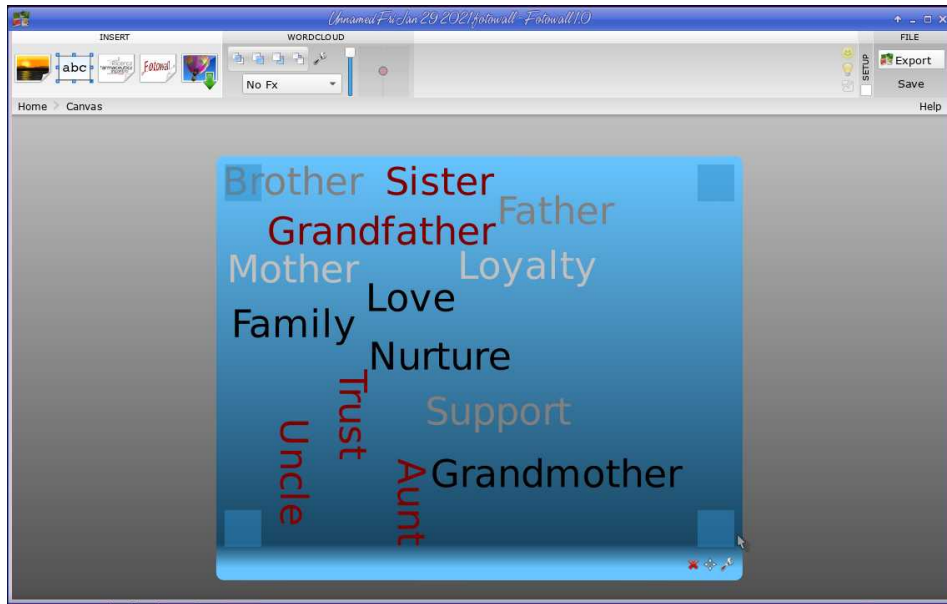 Unnamed Fri Jan 29 2021.fotowall - Fotowall 1.0
INSERT
WORDCLOUD
FILE
abc
Fotowall
No Fx
SETUP
Export
Save
Home
Canvas
Help
Brother
Sister
Father
Grandfather
Mother
Loyalty
Love
Family
Nurture
Trust
Support
Uncle
Aunt
Grandmother